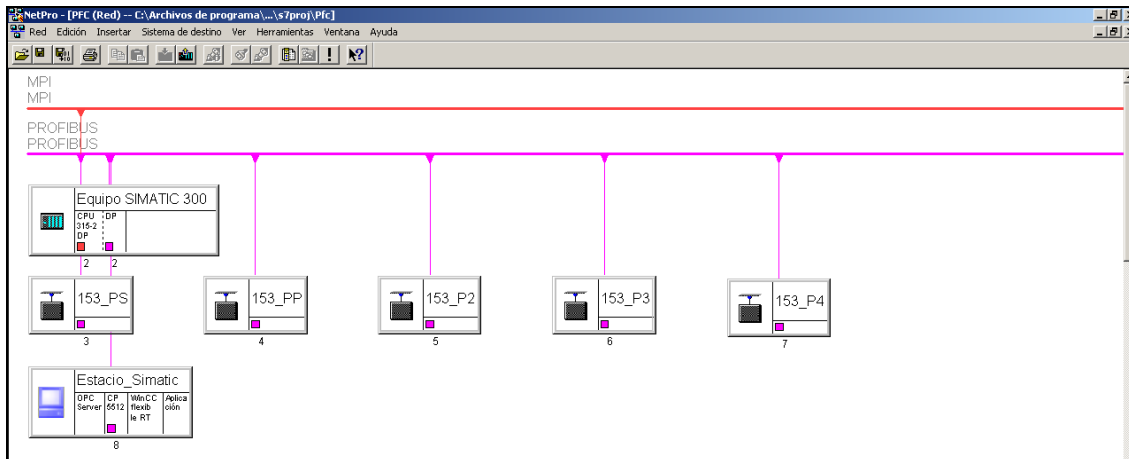 NetPro - [PFC (Red) -- C:\Archivos de programa\...\s7proj\Pfc]
Red Edición Insertar Sistema de destino Ver Herramientas Ventana Ayuda
MPI
MPI
PROFIBUS
PROFIBUS
Equipo SIMATIC 300
CPU 315-2 DP
DP
2 2
153_PS
3
153_PP
4
153_P2
5
153_P3
6
153_P4
7
Estacio_Simatic
OPC Server
CP 5512
WinCC flexib le RT
Aplica ción
8